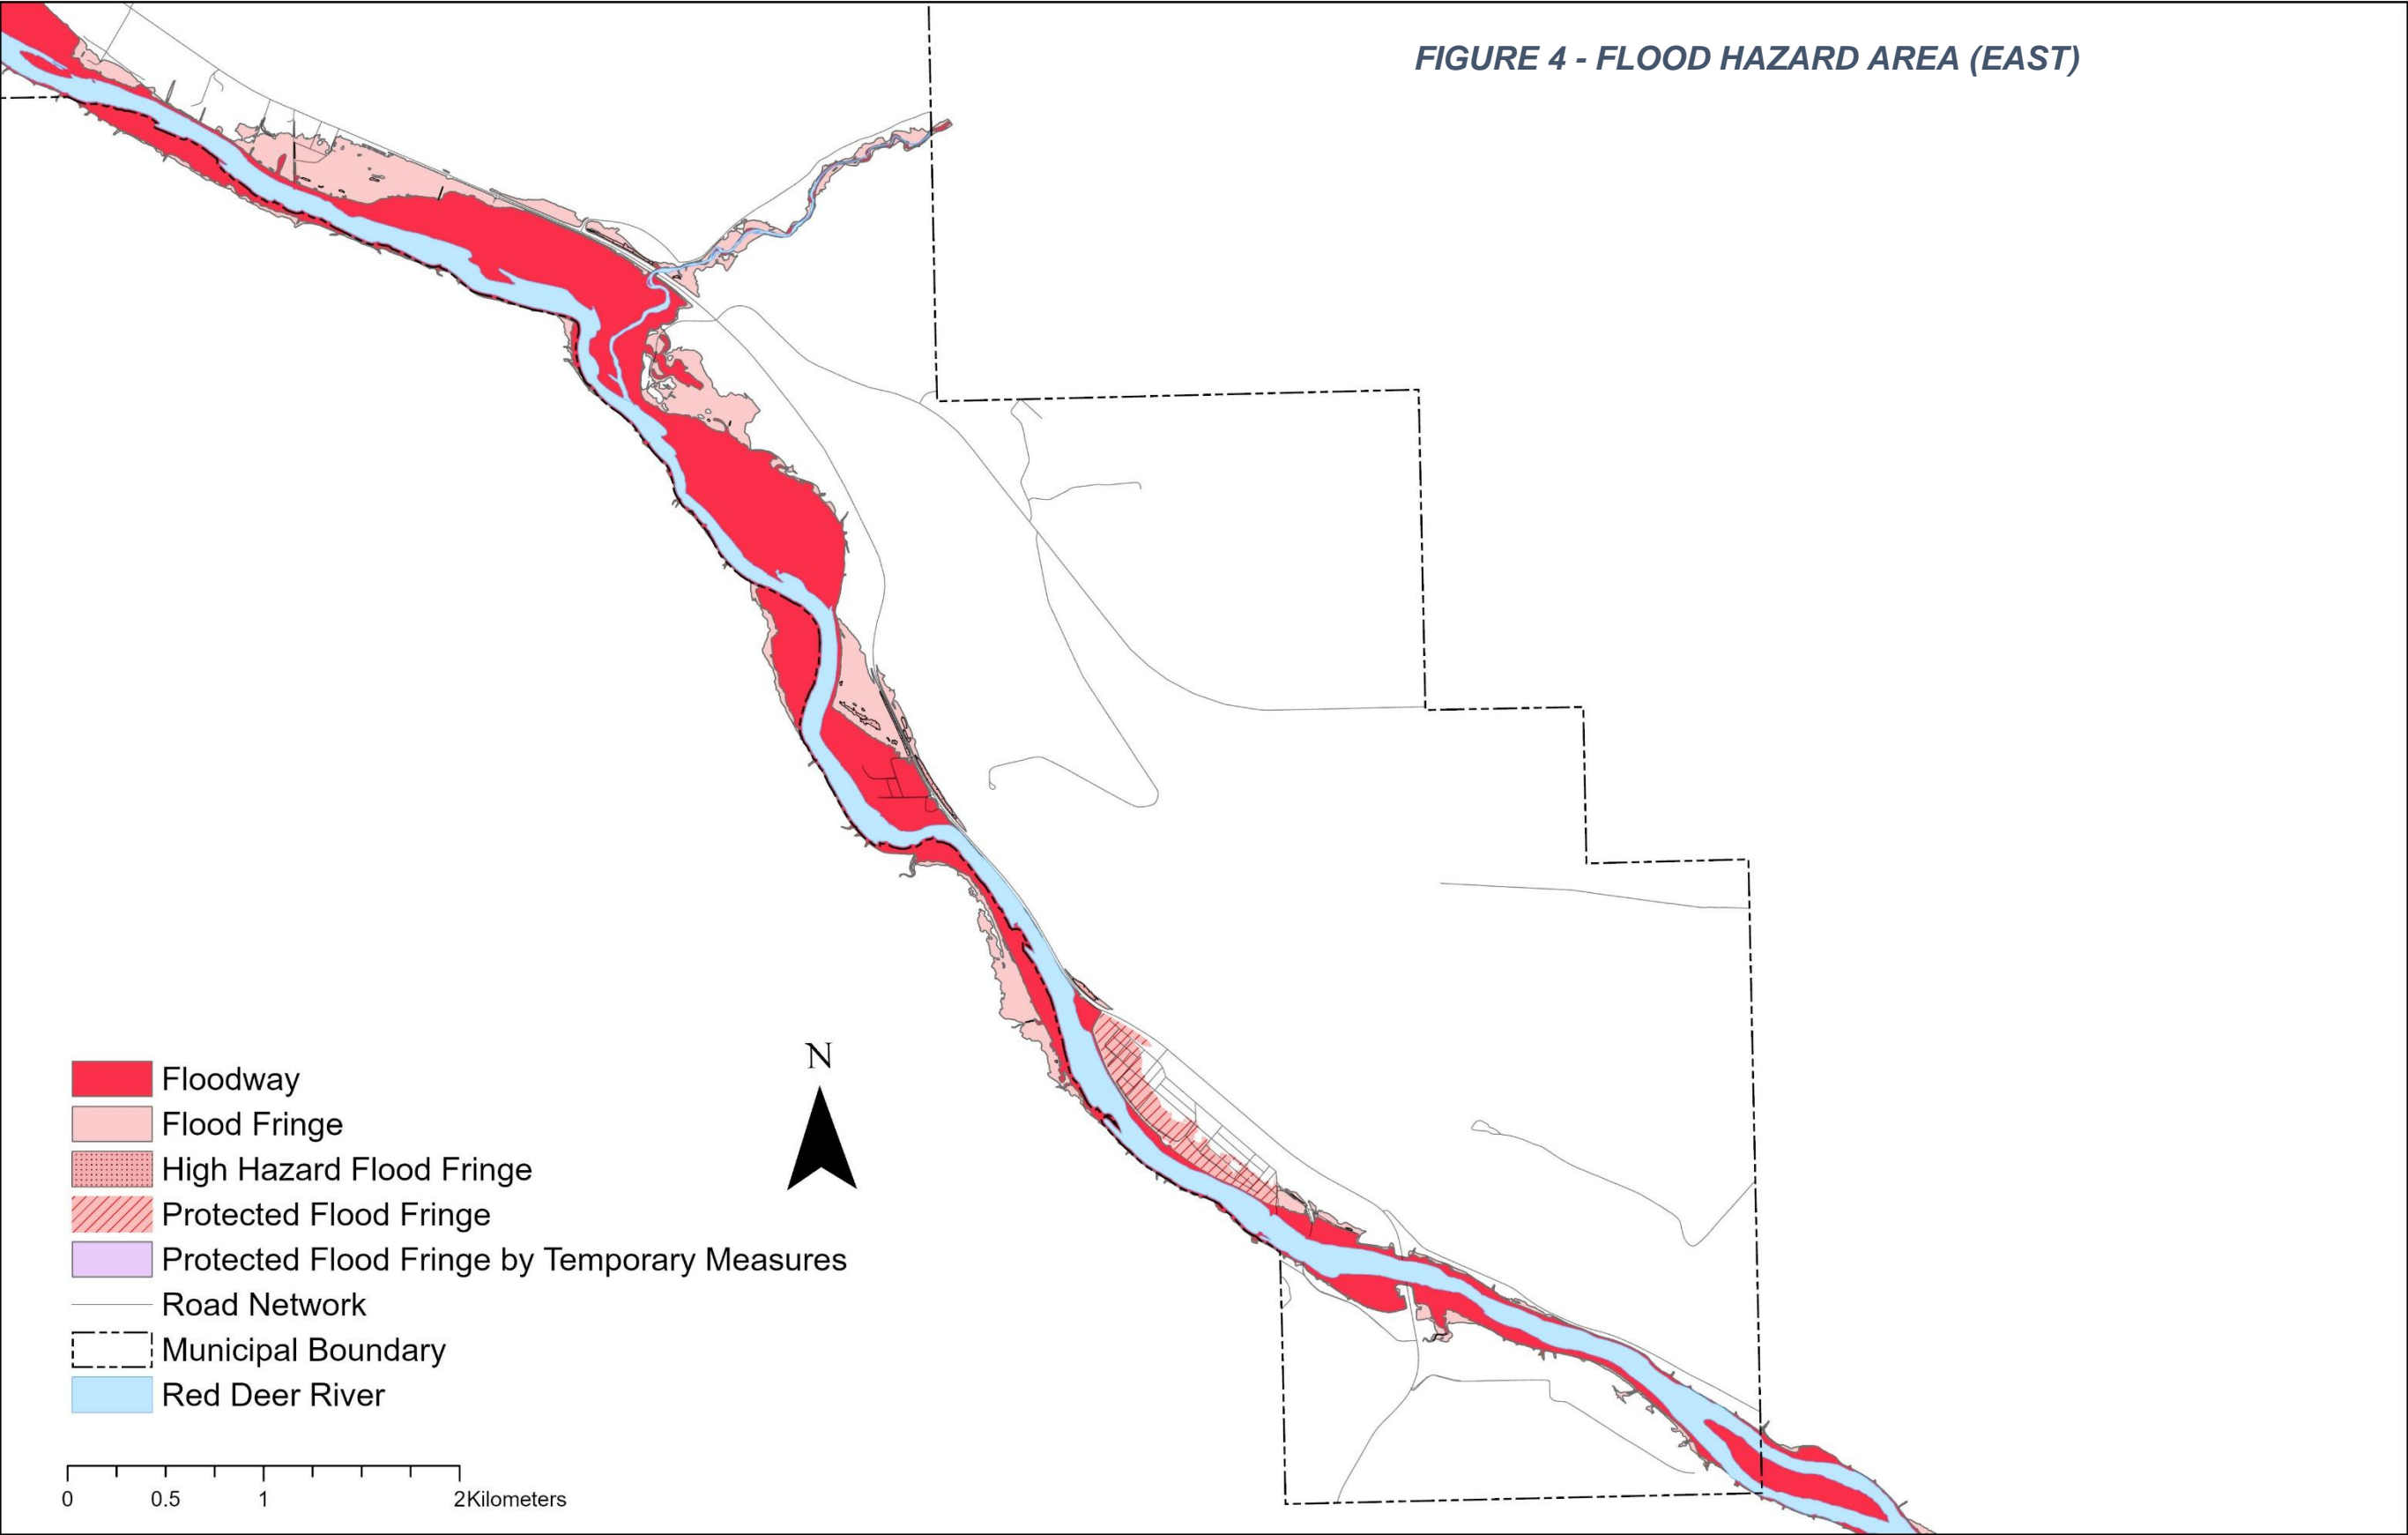 FIGURE 4 - FLOOD HAZARD AREA (EAST)
N
Floodway
Flood Fringe
High Hazard Flood Fringe
Protected Flood Fringe
Protected Flood Fringe by Temporary Measures
Road Network
Municipal Boundary
Red Deer River
0 0.5 1 2Kilometers